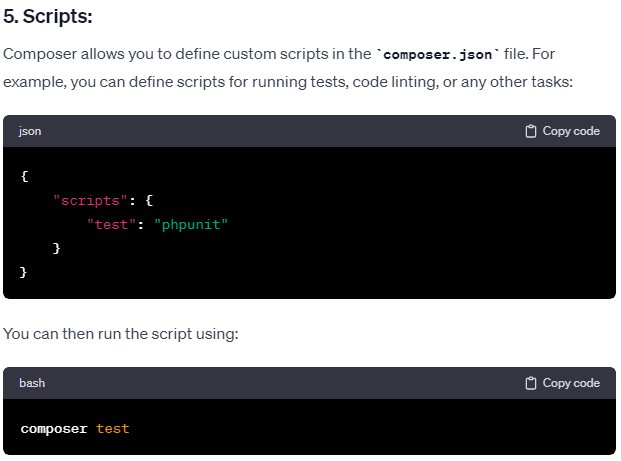 5. Scripts:
Composer allows you to define custom scripts in the `composer.json` file. For
example, you can define scripts for running tests, code linting, or any other tasks:
json
Copy code
{
    "scripts": {
        "test": "phpunit"
    }
}
You can then run the script using:
bash
Copy code
composer test